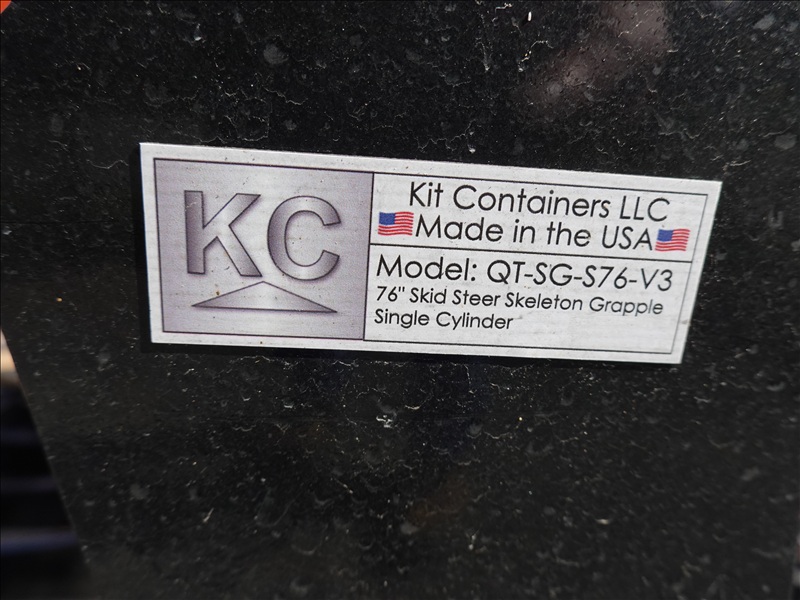 KC
Kit Containers LLC
Made in the USA
Model: QT-SG-S76-V3
76" Skid Steer Skeleton Grapple
Single Cylinder